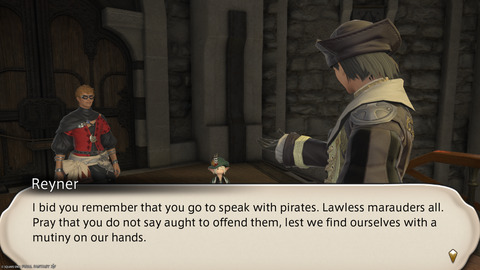 Reyner
I bid you remember that you go to speak with pirates. Lawless marauders all.
Pray that you do not say aught to offend them, lest we find ourselves with a
mutiny on our hands.